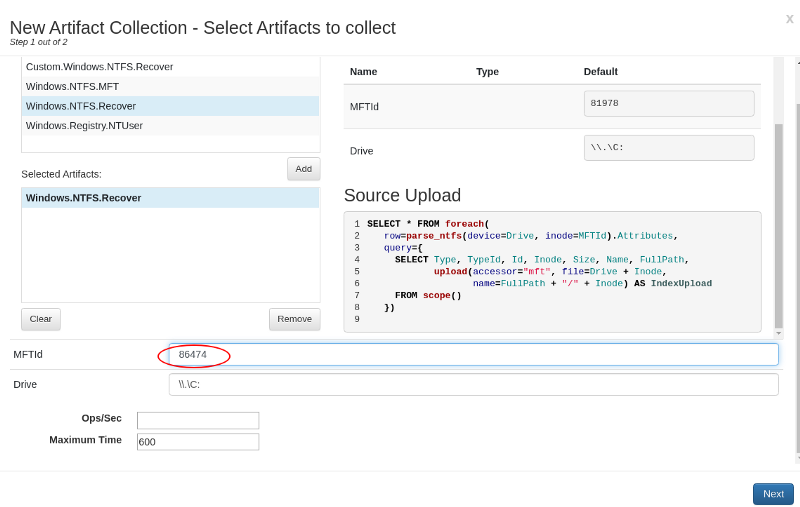 New Artifact Collection - Select Artifacts to collect
x
Step 1 out of 2
Custom.Windows.NTFS.Recover
Windows.NTFS.MFT
Windows.NTFS.Recover
Windows.Registry.NTUser
Add
Selected Artifacts:
Windows.NTFS.Recover
Clear
Remove
Name Type Default
MFTId 81978
Drive \\.\C:
Source Upload
1 SELECT * FROM foreach(
2 row=parse_ntfs(device=Drive, inode=MFTId).Attributes,
3 query={
4 SELECT Type, TypeId, Id, Inode, Size, Name, FullPath,
5 upload(accessor="mft", file=Drive + Inode,
6 name=FullPath + "/" + Inode) AS IndexUpload
7 FROM scope()
8 })
9
MFTId 86474
Drive \\.\C:
Ops/Sec
Maximum Time 600
Next